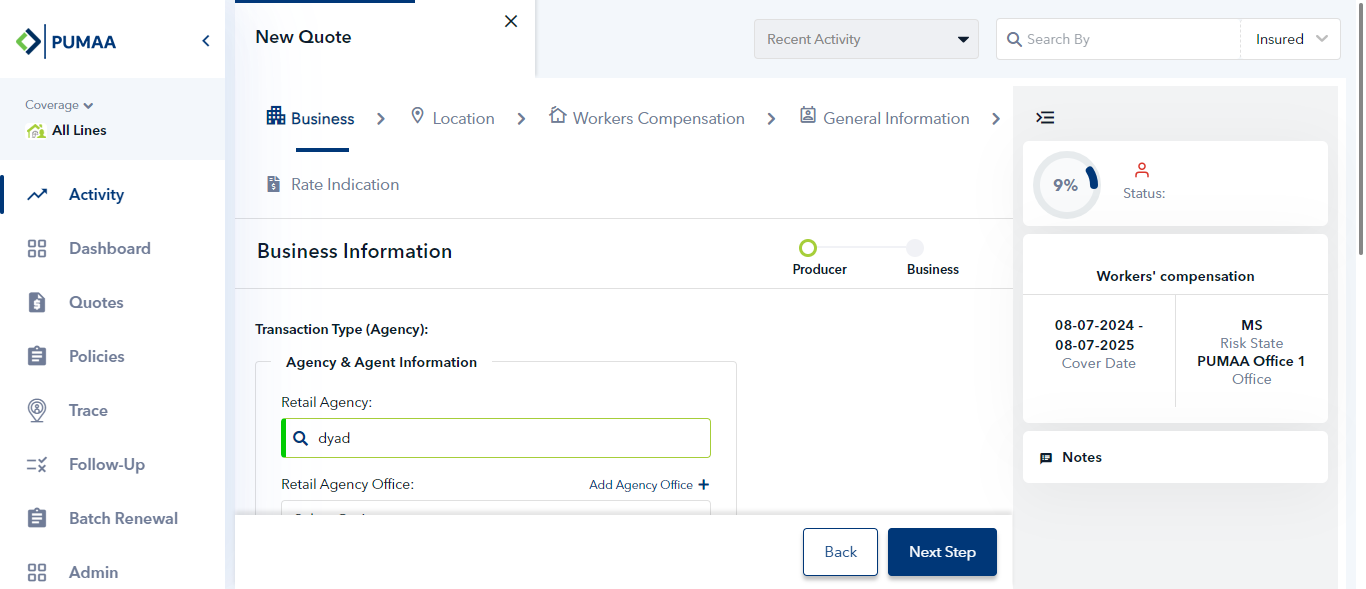 PUMAA
Coverage
All Lines
Activity
Dashboard
Quotes
Policies
Trace
Follow-Up
Batch Renewal
Admin
New Quote
Recent Activity
Search By
Insured
Business
Location
Workers Compensation
General Information
Rate Indication
Business Information
Producer
Business
Transaction Type (Agency):
Agency & Agent Information
Retail Agency:
dyad
Retail Agency Office:
Add Agency Office
Back
Next Step
9%
Status:
Workers' compensation
08-07-2024 -
08-07-2025
Cover Date
MS
Risk State
PUMAA Office 1
Office
Notes